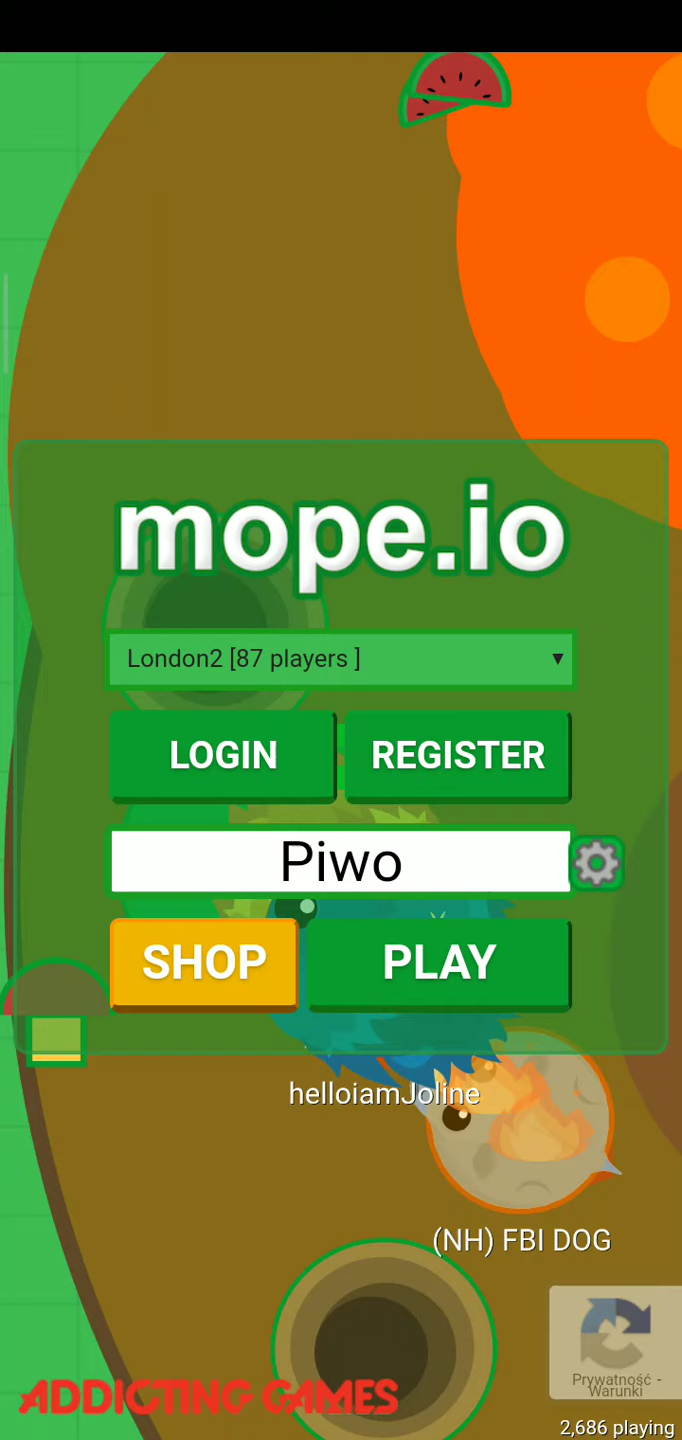 mope.io
London2 [87 players ]
LOGIN REGISTER
Piwo
SHOP PLAY
helloiamJoline
(NH) FBI DOG
Prywatność -
Warunki
ADDICTING GAMES
2,686 playing